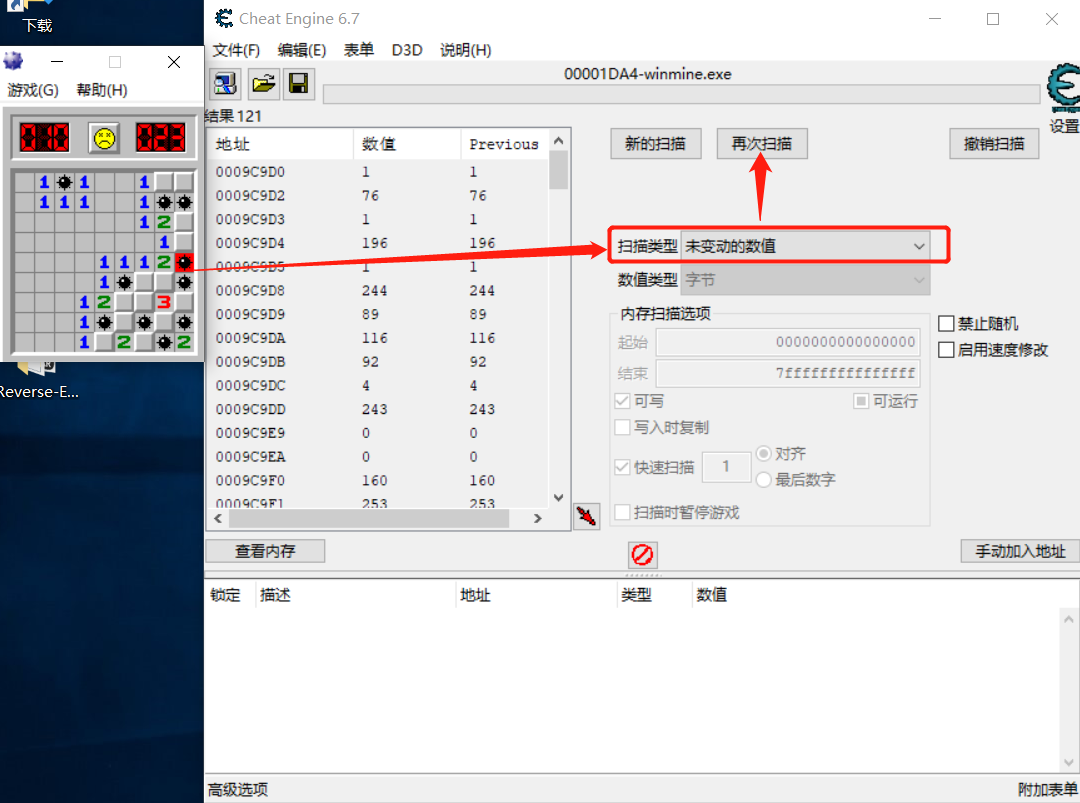 下载
Cheat Engine 6.7
文件(F) 编辑(E) 表单 D3D 说明(H)
00001DA4-winmine.exe
设置
游戏(G) 帮助(H)
010 023
1 1 1
1 1 1 1
1 2
1
1 1 1 2
1
1 2 3
1
1 2 2
Reverse-E...
结果 121
地址 数值 Previous
0009C9D0 1 1
0009C9D2 76 76
0009C9D3 1 1
0009C9D4 196 196
0009C9D5 1 1
0009C9D8 244 244
0009C9D9 89 89
0009C9DA 116 116
0009C9DB 92 92
0009C9DC 4 4
0009C9DD 243 243
0009C9E9 0 0
0009C9EA 0 0
0009C9F0 160 160
0009C9F1 253 253
新的扫描 再次扫描 撤销扫描
扫描类型 未变动的数值
数值类型 字节
内存扫描选项
起始 0000000000000000
结束 7fffffffffffffff
可写 可运行
写入时复制
快速扫描 1 对齐
最后数字
扫描时暂停游戏
禁止随机
启用速度修改
查看内存 手动加入地址
锁定 描述 地址 类型 数值
高级选项 附加表单